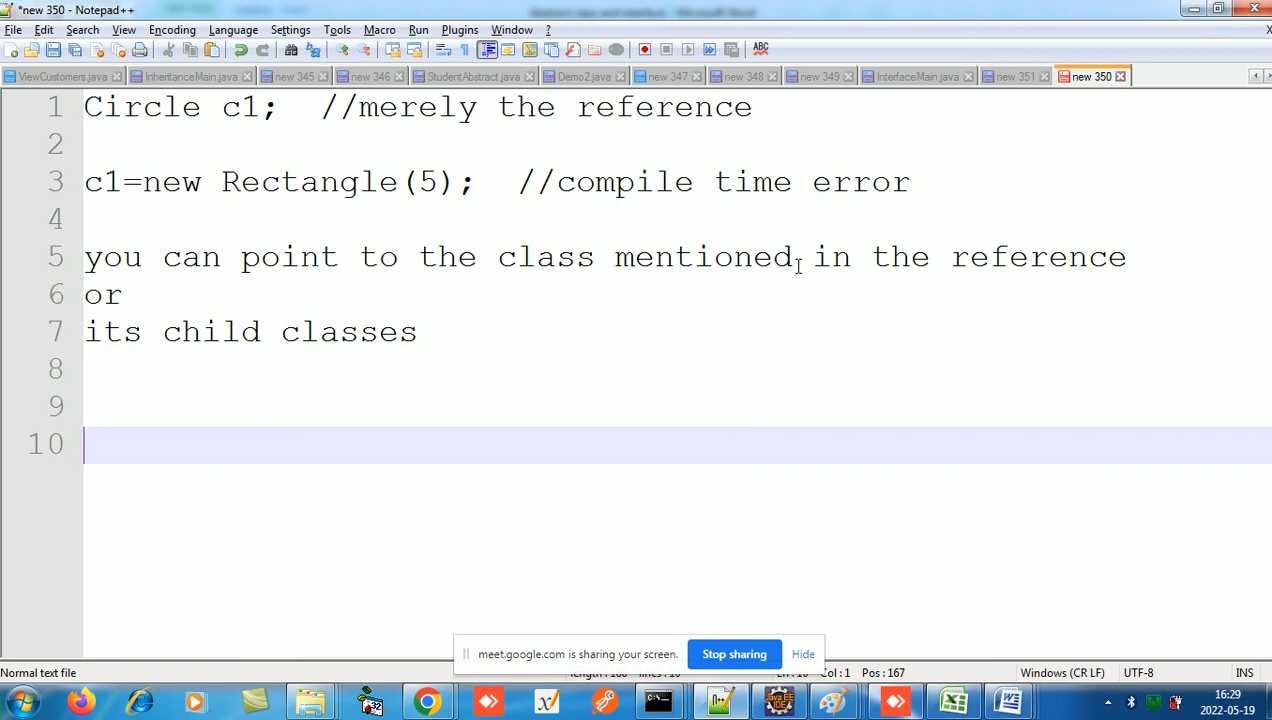 *new 350 - Notepad++
File Edit Search View Encoding Language Settings Tools Macro Run Plugins Window ?
ABC
ViewCustomers.java InheritanceMain.java new 345 new 346 StudentAbstract.java Demo2.java new 347 new 348 new 349 InterfaceMain.java new 351 new 350
1 Circle c1; //merely the reference
2
3 c1=new Rectangle(5); //compile time error
4
5 you can point to the class mentioned in the reference
6 or
7 its child classes
8
9
10
meet.google.com is sharing your screen. Stop sharing Hide
Normal text file Col : 1 Pos : 167 Windows (CR LF) UTF-8 INS
16:29
2022-05-19